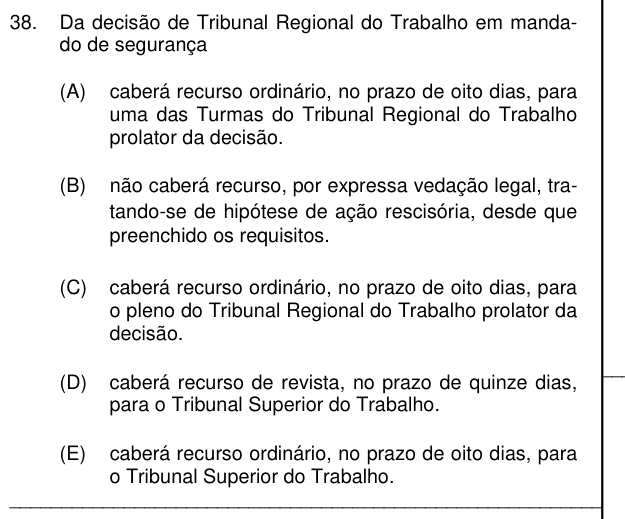 38. Da decisão de Tribunal Regional do Trabalho em manda-
do de segurança
(A) caberá recurso ordinário, no prazo de oito dias, para
uma das Turmas do Tribunal Regional do Trabalho
prolator da decisão.
(B) não caberá recurso, por expressa vedação legal, tra-
tando-se de hipótese de ação rescisória, desde que
preenchido os requisitos.
(C) caberá recurso ordinário, no prazo de oito dias, para
o pleno do Tribunal Regional do Trabalho prolator da
decisão.
(D) caberá recurso de revista, no prazo de quinze dias,
para o Tribunal Superior do Trabalho.
(E) caberá recurso ordinário, no prazo de oito dias, para
o Tribunal Superior do Trabalho.